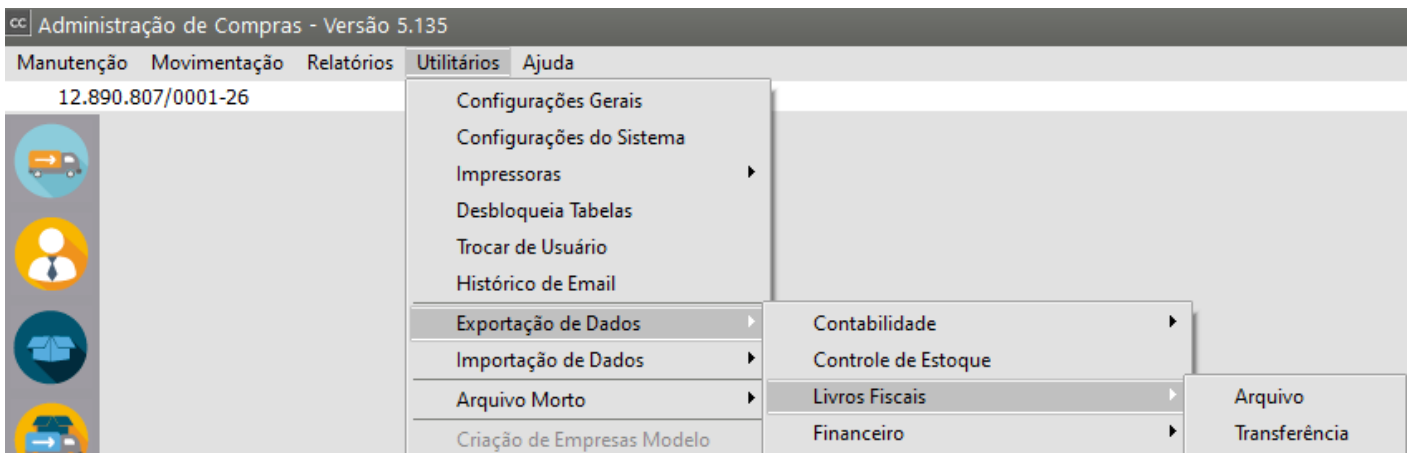 cc Administração de Compras - Versão 5.135
Manutenção Movimentação Relatórios Utilitários Ajuda
12.890.807/0001-26
Configurações Gerais
Configurações do Sistema
Impressoras
Desbloqueia Tabelas
Trocar de Usuário
Histórico de Email
Exportação de Dados
Importação de Dados
Arquivo Morto
Criação de Empresas Modelo
Contabilidade
Controle de Estoque
Livros Fiscais
Financeiro
Arquivo
Transferência